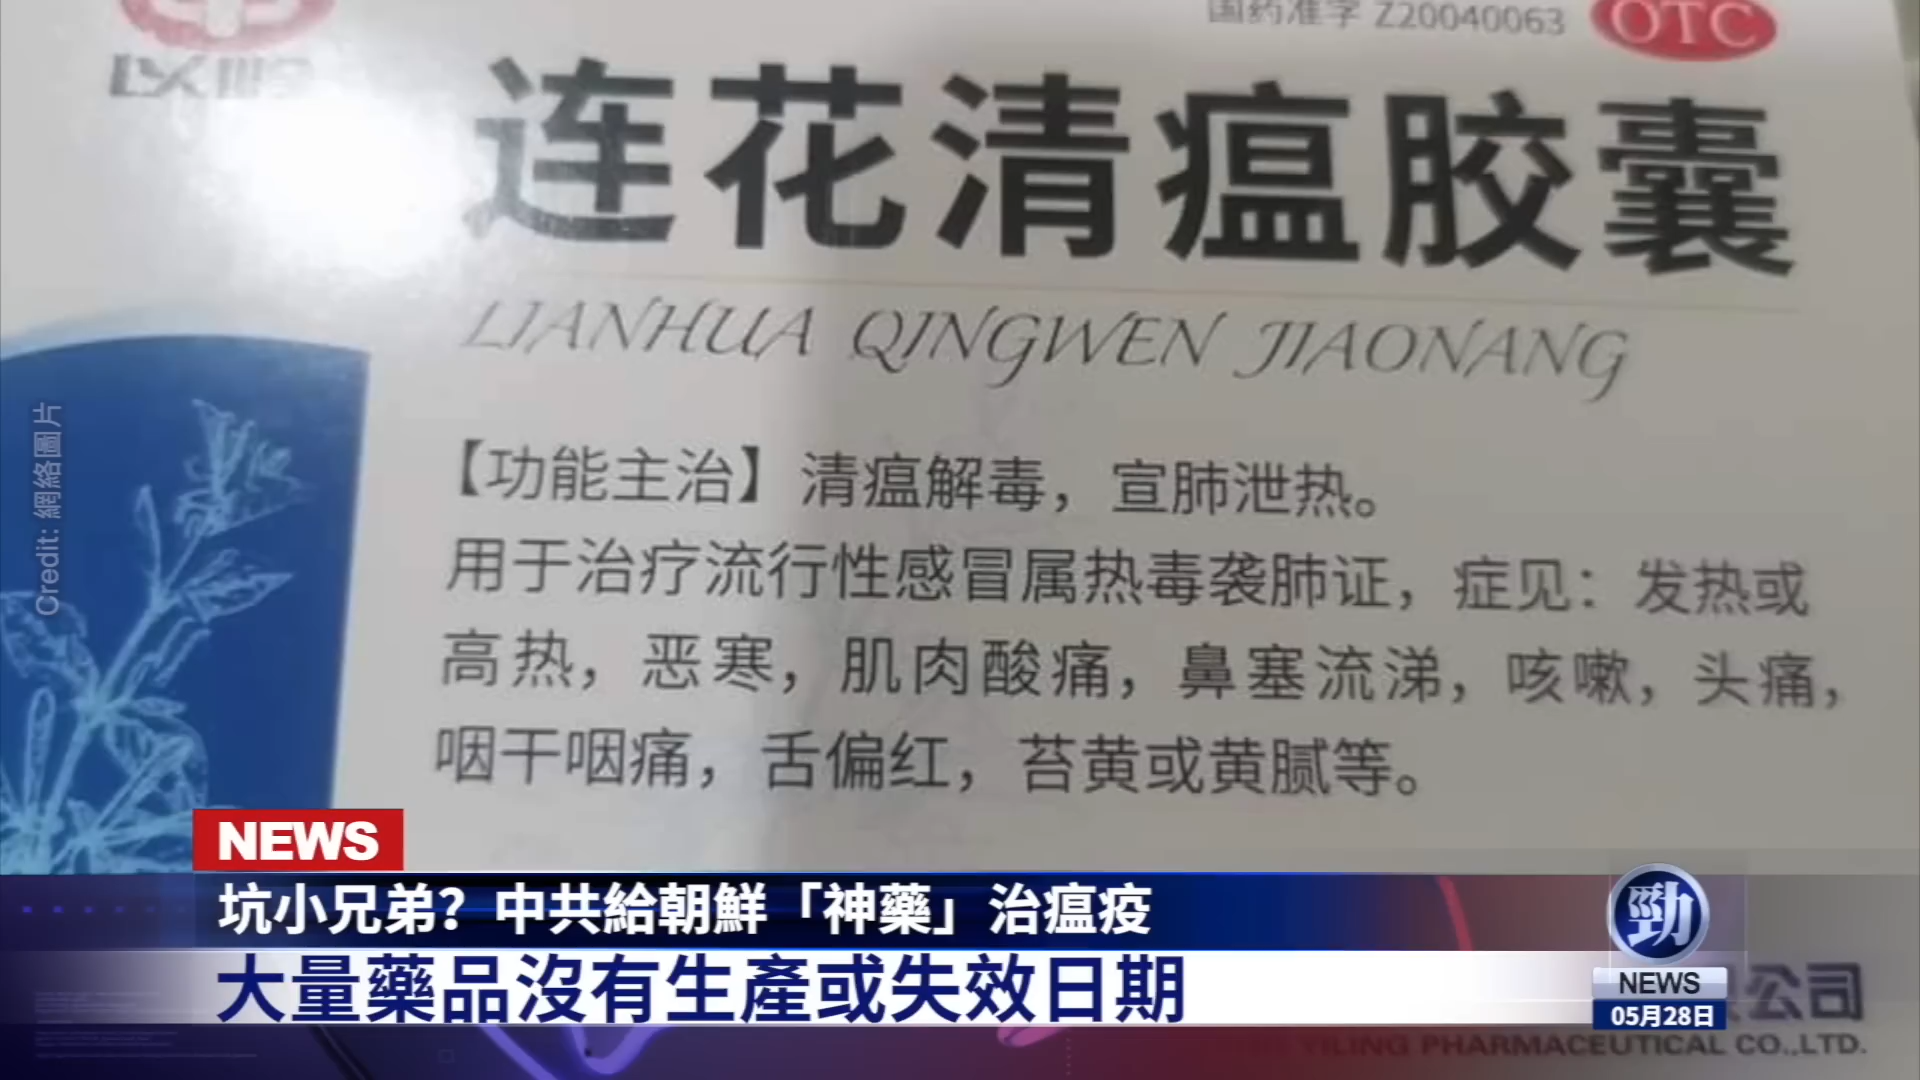 国药准字 Z20040063
OTC
以岭
连花清瘟胶囊
LIANHUA QINGWEN JIAONANG
【功能主治】清瘟解毒，宣肺泄热。
用于治疗流行性感冒属热毒袭肺证，症见：发热或
高热，恶寒，肌肉酸痛，鼻塞流涕，咳嗽，头痛，
咽干咽痛，舌偏红，苔黄或黄腻等。
Credit: 網絡圖片
NEWS
坑小兄弟？中共給朝鮮「神藥」治瘟疫
大量藥品沒有生產或失效日期
勁
NEWS
05月28日
公司
YILING PHARMACEUTICAL CO.,LTD.